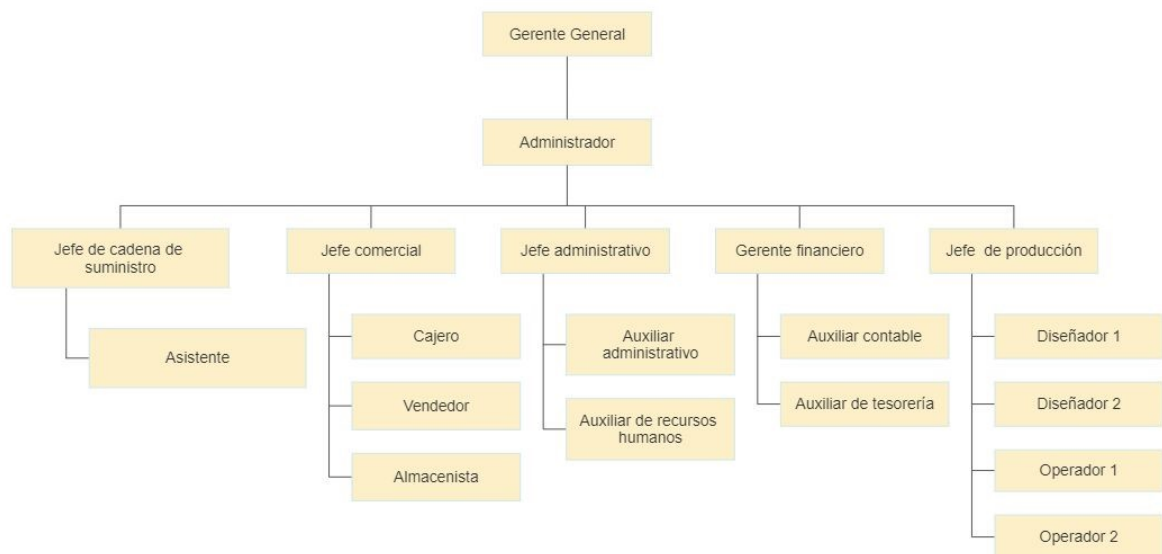 Gerente General
Administrador
Jefe de cadena de
suministro
Jefe comercial
Jefe administrativo
Gerente financiero
Jefe de producción
Asistente
Cajero
Vendedor
Almacenista
Auxiliar
administrativo
Auxiliar de recursos
humanos
Auxiliar contable
Auxiliar de tesorería
Diseñador 1
Diseñador 2
Operador 1
Operador 2